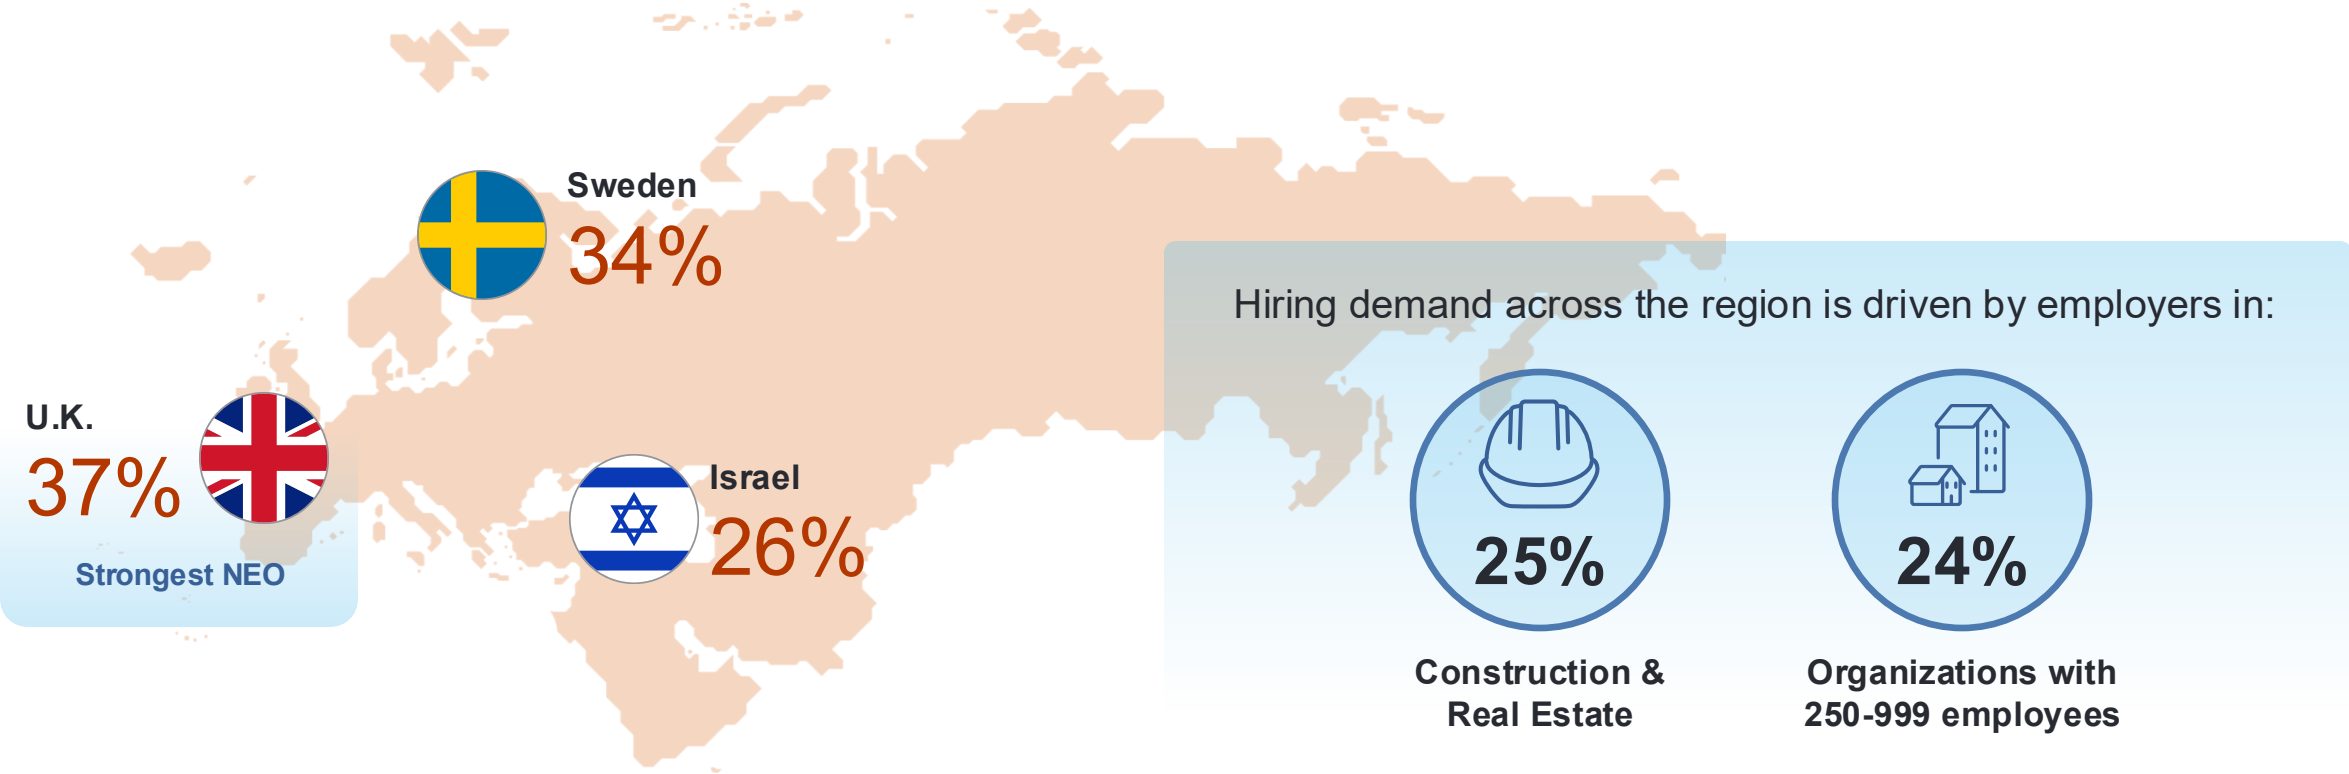 Sweden
34%
U.K.
37%
Strongest NEO
Israel
26%
Hiring demand across the region is driven by employers in:
25%
Construction &
Real Estate
24%
Organizations with
250-999 employees